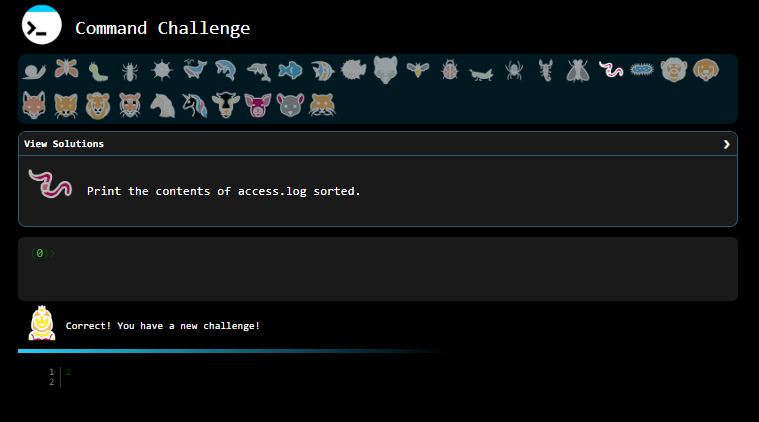 Command Challenge
View Solutions
Print the contents of access.log sorted.
(0)>
Correct! You have a new challenge!
1 2
2